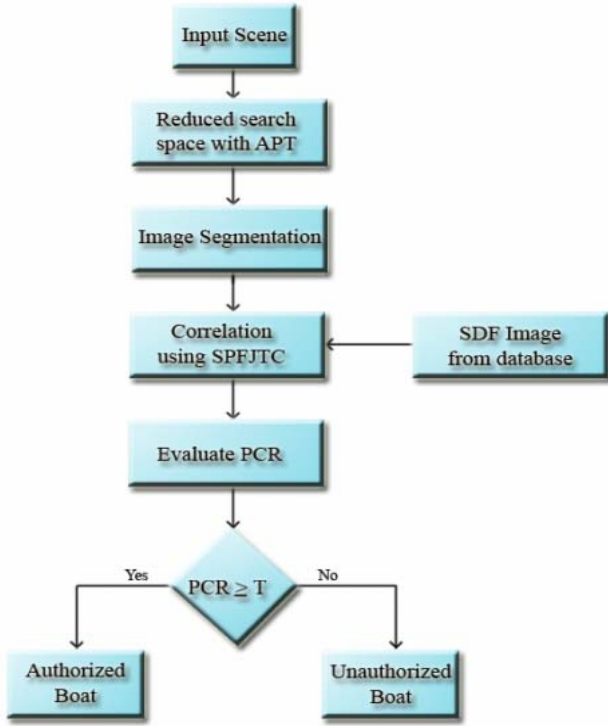 Input Scene
Reduced search
space with APT
Image Segmentation
Correlation
using SPFJTC
SDF Image
from database
Evaluate PCR
Yes
PCR ≥ T
No
Authorized
Boat
Unauthorized
Boat